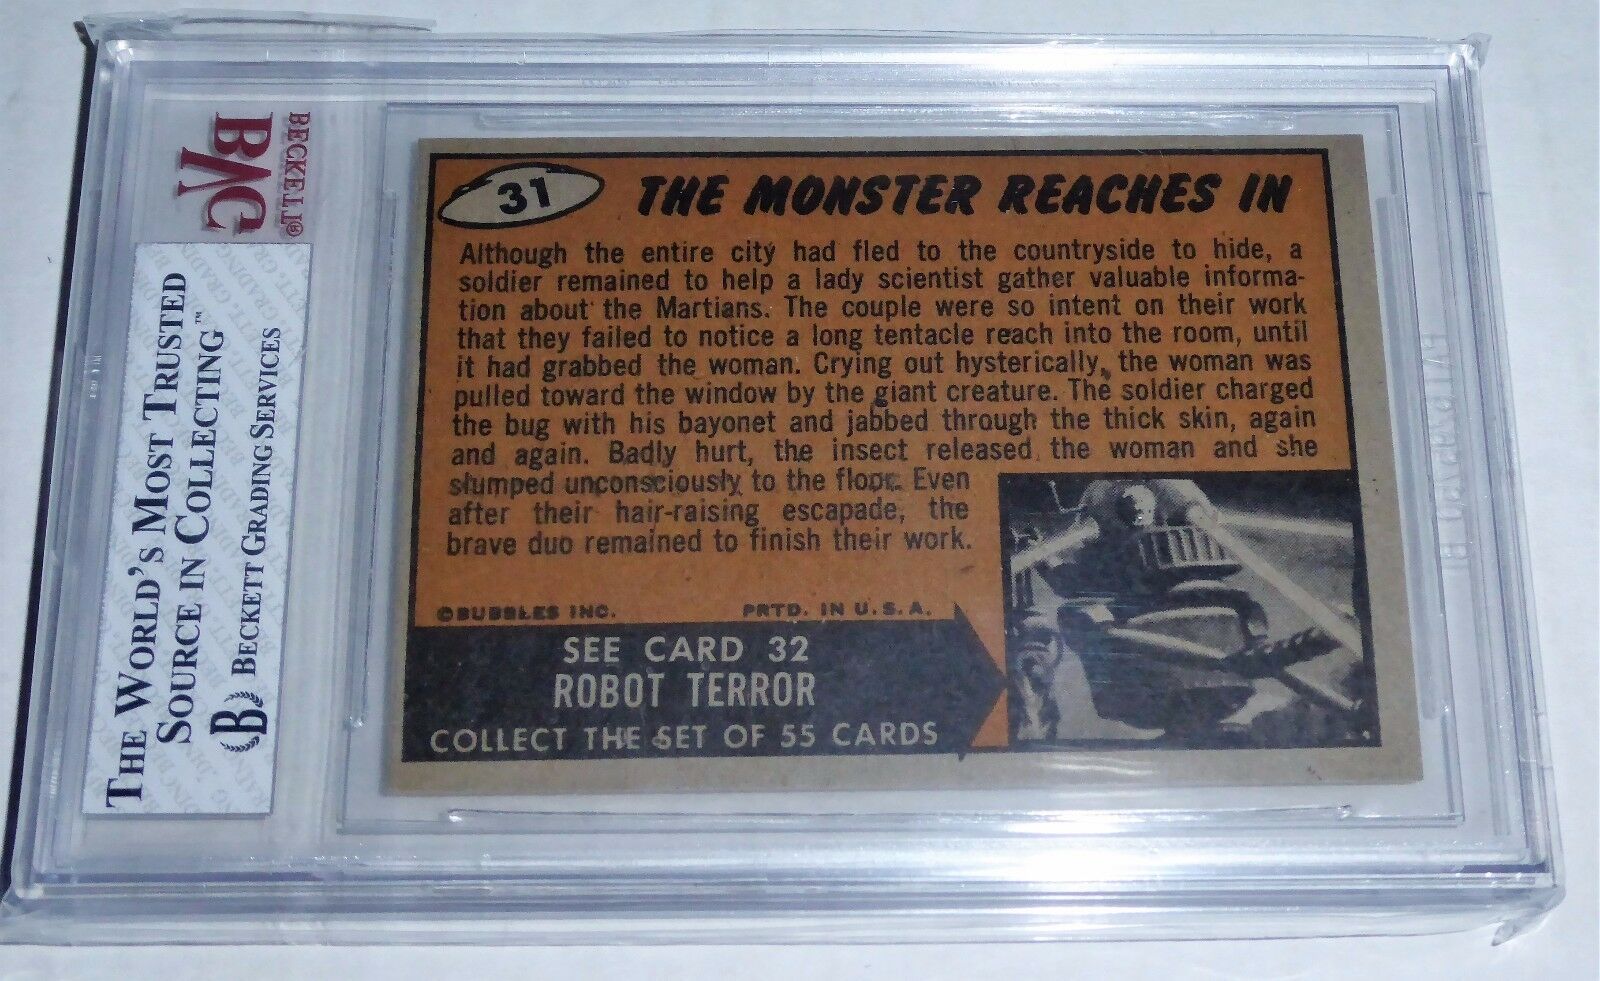 BECKETT®
BVG
THE WORLD'S MOST TRUSTED
SOURCE IN COLLECTING™
B BECKETT GRADING SERVICES
31
THE MONSTER REACHES IN
Although the entire city had fled to the countryside to hide, a
soldier remained to help a lady scientist gather valuable informa-
tion about the Martians. The couple were so intent on their work
that they failed to notice a long tentacle reach into the room, until
it had grabbed the woman. Crying out hysterically, the woman was
pulled toward the window by the giant creature. The soldier charged
the bug with his bayonet and jabbed through the thick skin, again
and again. Badly hurt, the insect released the woman and she
slumped unconsciously to the floor. Even
after their hair-raising escapade, the
brave duo remained to finish their work.
©BUBBLES INC. PRTD. IN U.S.A.
SEE CARD 32
ROBOT TERROR
COLLECT THE SET OF 55 CARDS